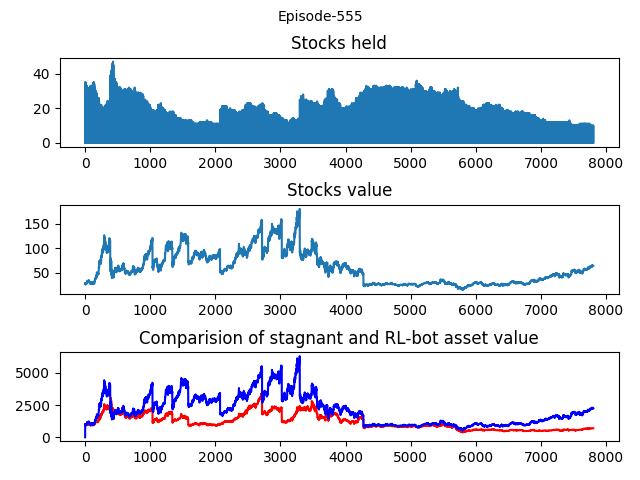 Episode-555
Stocks held
40
20
0
0 1000 2000 3000 4000 5000 6000 7000 8000
Stocks value
150
100
50
0 1000 2000 3000 4000 5000 6000 7000 8000
Comparision of stagnant and RL-bot asset value
5000
2500
0
0 1000 2000 3000 4000 5000 6000 7000 8000